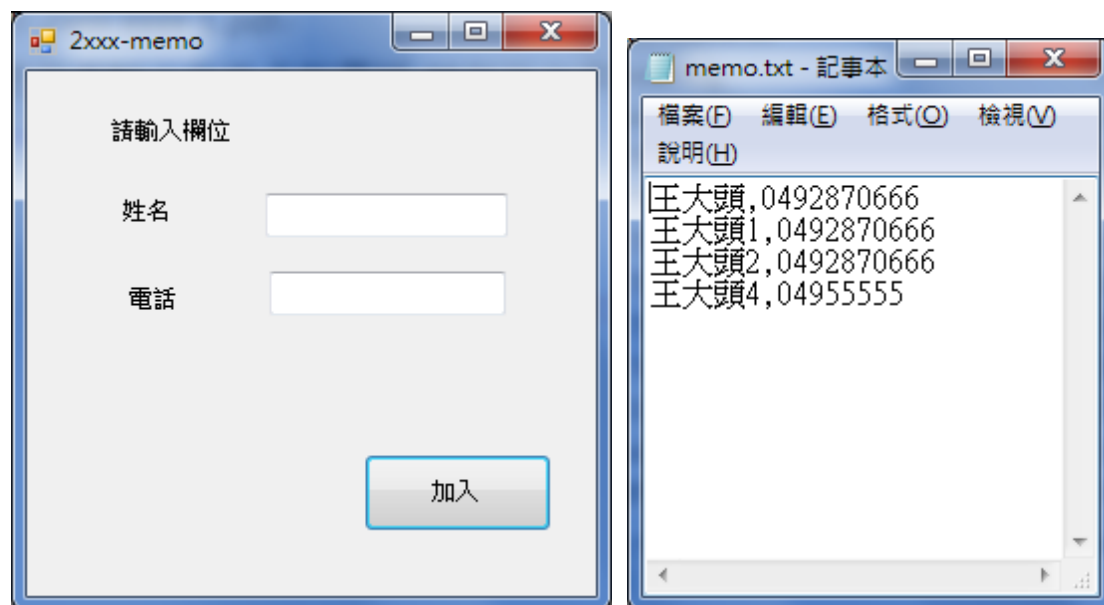 2xxx-memo
請輸入欄位
姓名
電話
加入
memo.txt - 記事本
檔案(F) 編輯(E) 格式(O) 檢視(V)
說明(H)
王大頭,0492870666
王大頭1,0492870666
王大頭2,0492870666
王大頭4,04955555